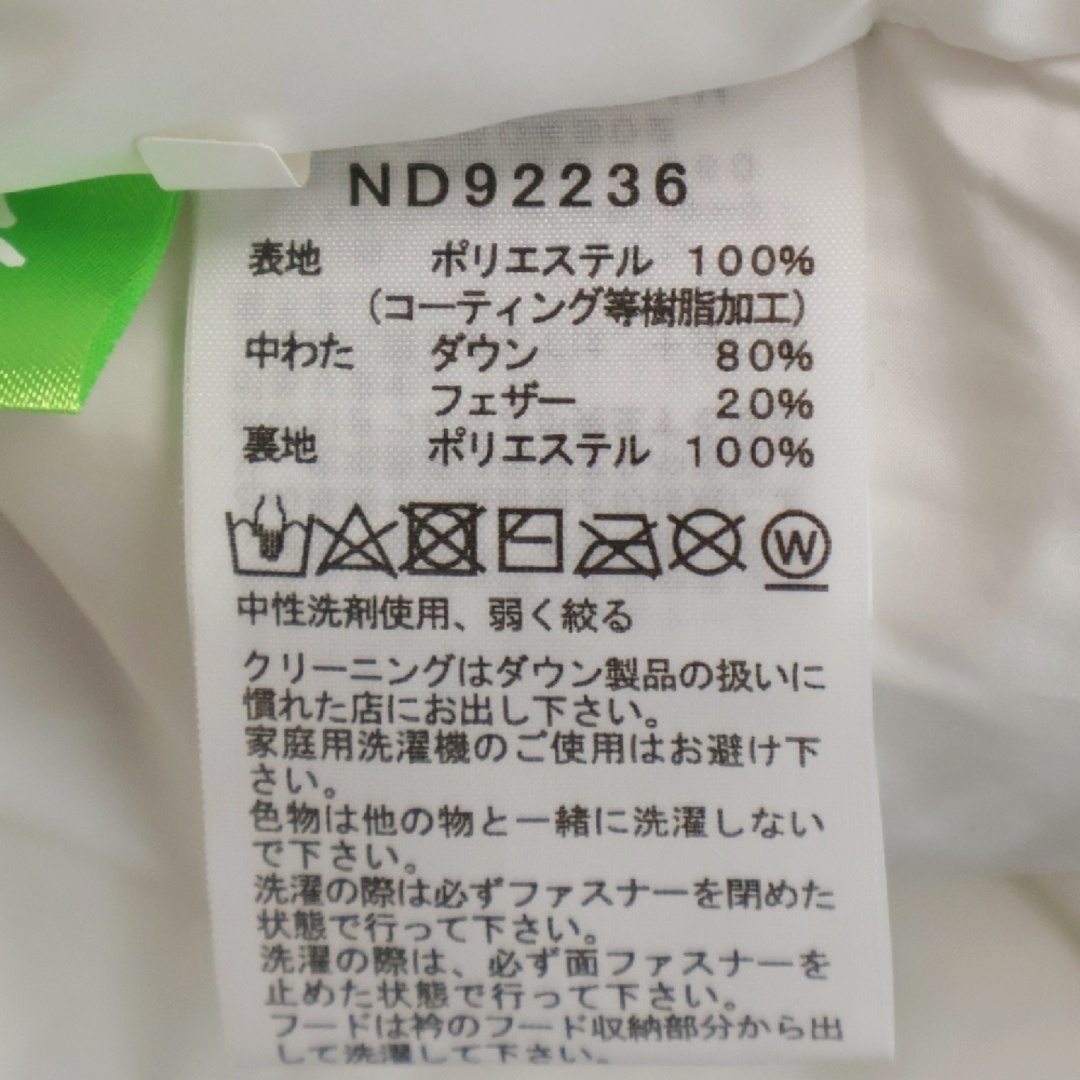 ND92236
表地 ポリエステル 100%
(コーティング等樹脂加工)
中わた ダウン 80%
フェザー 20%
裏地 ポリエステル 100%
W
中性洗剤使用、弱く絞る
クリーニングはダウン製品の扱いに
慣れた店にお出し下さい。
家庭用洗濯機のご使用はお避け下
さい。
色物は他の物と一緒に洗濯しない
で下さい。
洗濯の際は必ずファスナーを閉めた
状態で行って下さい。
洗濯の際は、必ず面ファスナーを
止めた状態で行って下さい。
フードは衿のフード収納部分から出
して洗濯して下さい。